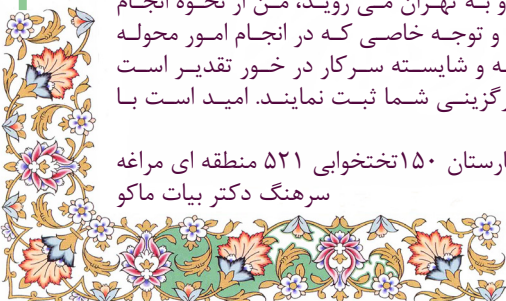 و به تهران می روید، من از نحوه انجام
و توجه خاصی که در انجام امور محوله
ه و شایسته سرکار در خور تقدیر است
رگزینی شما ثبت نمایند. امید است با
ارستان ۱۵۰تختخوابی ۵۲۱ منطقه ای مراغه
سرهنگ دکتر بیات ماکو